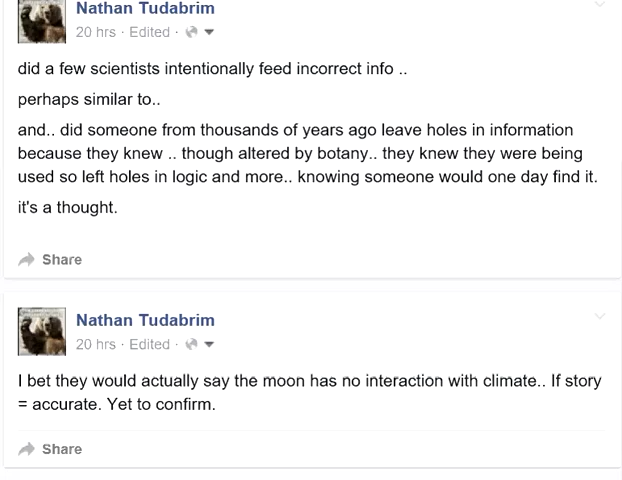 Nathan Tudabrim
20 hrs · Edited ·
did a few scientists intentionally feed incorrect info ..
perhaps similar to..
and.. did someone from thousands of years ago leave holes in information
because they knew .. though altered by botany.. they knew they were being
used so left holes in logic and more.. knowing someone would one day find it.
it's a thought.
Share
Nathan Tudabrim
20 hrs · Edited ·
I bet they would actually say the moon has no interaction with climate.. If story
= accurate. Yet to confirm.
Share